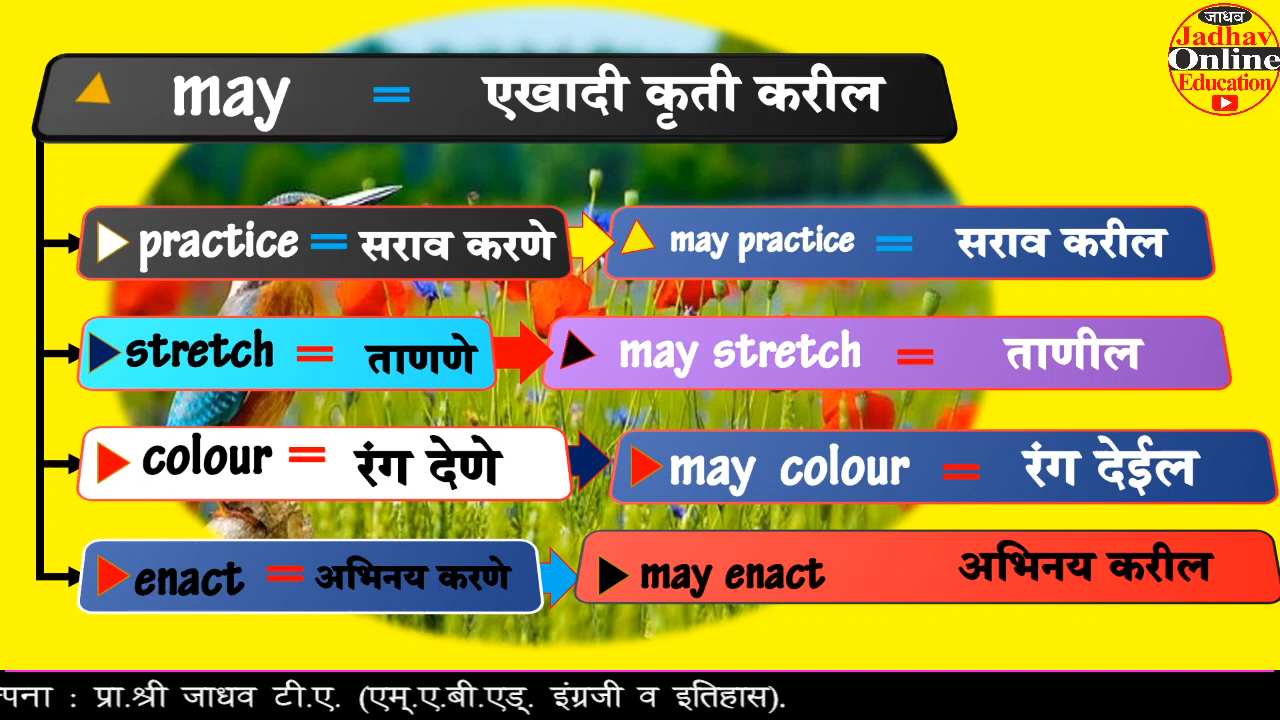 जाधव
Jadhav
Online
Education
may = एखादी कृती करील
practice = सराव करणे
may practice = सराव करील
stretch = ताणणे
may stretch = ताणील
colour = रंग देणे
may colour = रंग देईल
enact = अभिनय करणे
may enact अभिनय करील
पना : प्रा.श्री जाधव टी.ए. (एम्.ए.बी.एड्. इंग्रजी व इतिहास).